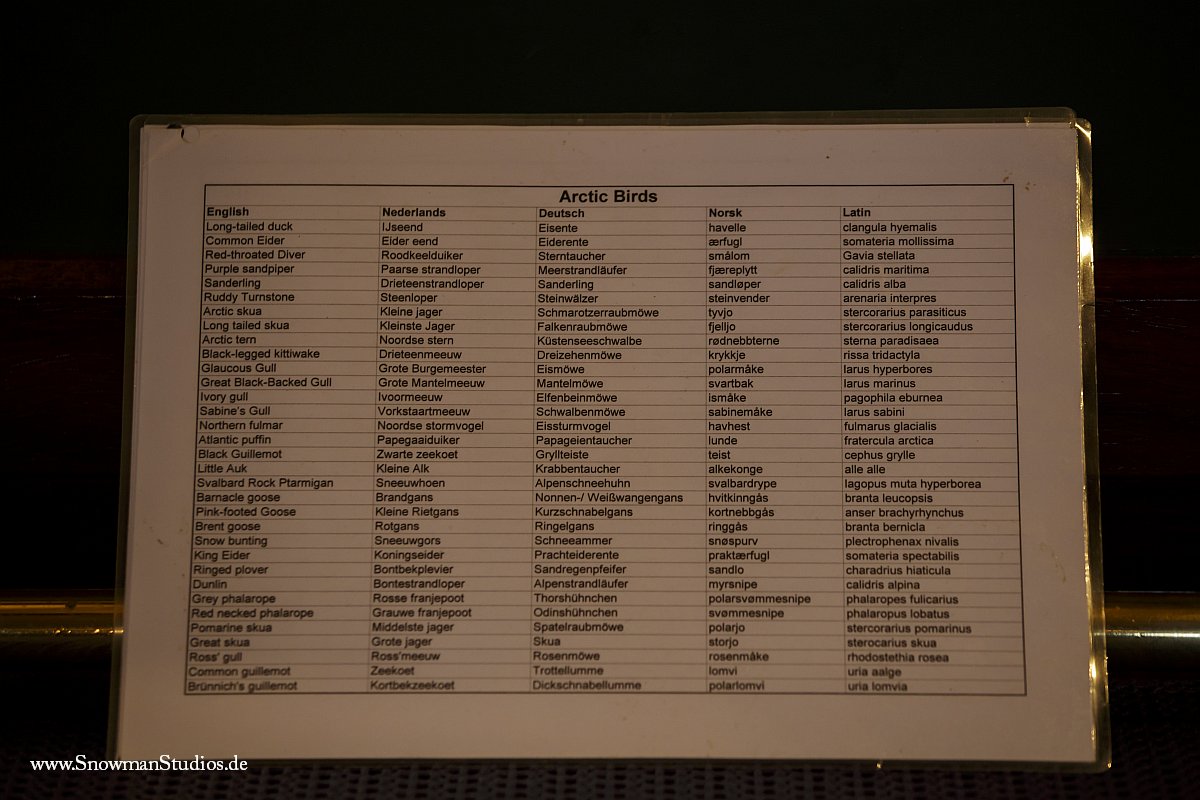 Arctic Birds
English Nederlands Deutsch Norsk Latin
Long-tailed duck IJseend Eisente havelle clangula hyemalis
Common Eider Eider eend Eiderente ærfugl somateria mollissima
Red-throated Diver Roodkeelduiker Sterntaucher smålom Gavia stellata
Purple sandpiper Paarse strandloper Meerstrandläufer fjæreplytt calidris maritima
Sanderling Drieteenstrandloper Sanderling sandløper calidris alba
Ruddy Turnstone Steenloper Steinwälzer steinvender arenaria interpres
Arctic skua Kleine jager Schmarotzerraubmöwe tyvjo stercorarius parasiticus
Long tailed skua Kleinste Jager Falkenraubmöwe fjelljo stercorarius longicaudus
Arctic tern Noordse stern Küstenseeschwalbe rødnebbterne sterna paradisaea
Black-legged kittiwake Drieteenmeeuw Dreizehenmöwe krykkje rissa tridactyla
Glaucous Gull Grote Burgemeester Eismöwe polarmåke larus hyperbores
Great Black-Backed Gull Grote Mantelmeeuw Mantelmöwe svartbak larus marinus
Ivory gull Ivoormeeuw Elfenbeinmöwe ismåke pagophila eburnea
Sabine's Gull Vorkstaartmeeuw Schwalbenmöwe sabinemåke larus sabini
Northern fulmar Noordse stormvogel Eissturmvogel havhest fulmarus glacialis
Atlantic puffin Papegaaiduiker Papageientaucher lunde fratercula arctica
Black Guillemot Zwarte zeekoet Gryllteiste teist cephus grylle
Little Auk Kleine Alk Krabbentaucher alkekonge alle alle
Svalbard Rock Ptarmigan Sneeuwhoen Alpenschneehuhn svalbardrype lagopus muta hyperborea
Barnacle goose Brandgans Nonnen-/ Weißwangengans hvitkinngås branta leucopsis
Pink-footed Goose Kleine Rietgans Kurzschnabelgans kortnebbgås anser brachyrhynchus
Brent goose Rotgans Ringelgans ringgås branta bernicla
Snow bunting Sneeuwgors Schneeammer snøspurv plectrophenax nivalis
King Eider Koningseider Prachteiderente praktærfugl somateria spectabilis
Ringed plover Bontbekplevier Sandregenpfeifer sandlo charadrius hiaticula
Dunlin Bontestrandloper Alpenstrandläufer myrsnipe calidris alpina
Grey phalarope Rosse franjepoot Thorshühnchen polarsvømmesnipe phalaropes fulicarius
Red necked phalarope Grauwe franjepoot Odinshühnchen svømmesnipe phalaropus lobatus
Pomarine skua Middelste jager Spatelraubmöwe polarjo stercorarius pomarinus
Great skua Grote jager Skua storjo sterocarius skua
Ross' gull Ross'meeuw Rosenmöwe rosenmåke rhodostethia rosea
Common guillemot Zeekoet Trottellumme lomvi uria aalge
Brünnich's guillemot Kortbekzeekoet Dickschnabellumme polarlomvi uria lomvia
www.SnowmanStudios.de